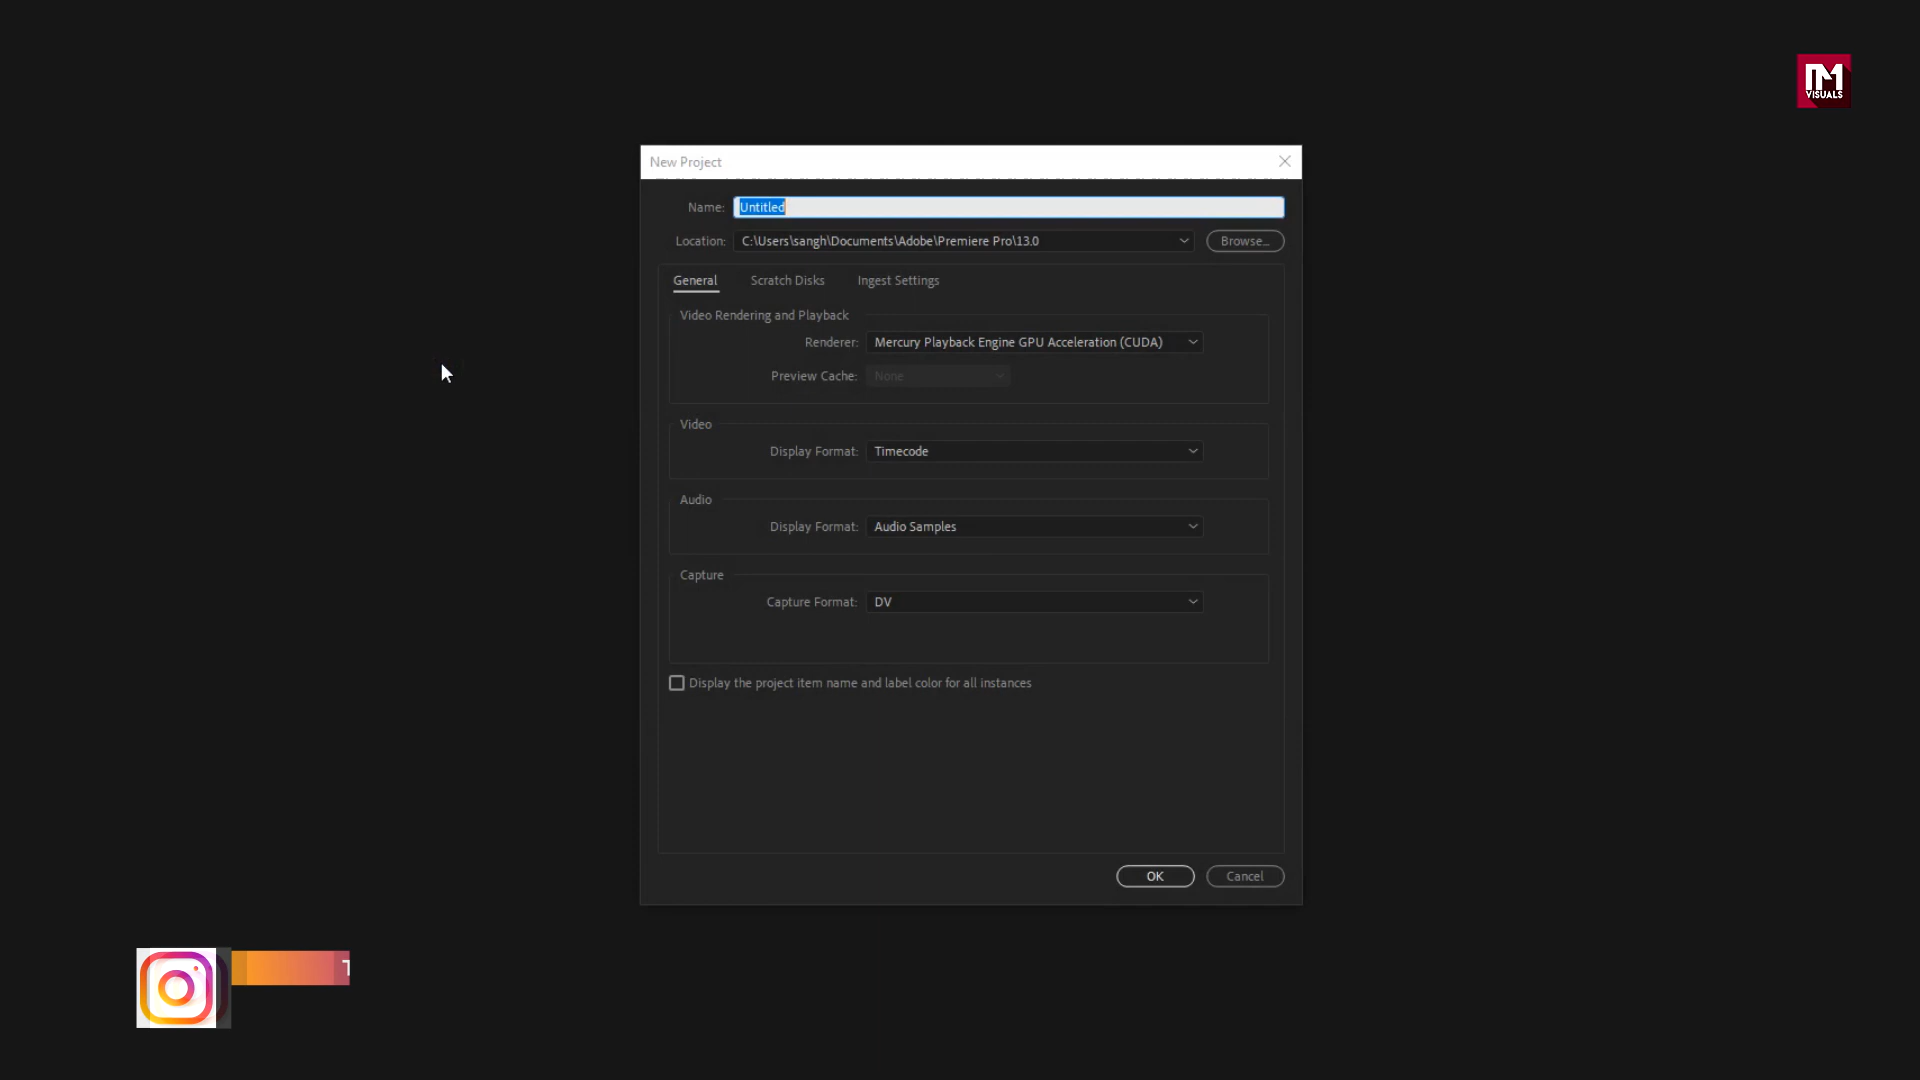 IM
VISUALS
New Project
Name: Untitled
Location: C:\Users\sangh\Documents\Adobe\Premiere Pro\13.0 Browse...
General Scratch Disks Ingest Settings
Video Rendering and Playback
Renderer: Mercury Playback Engine GPU Acceleration (CUDA)
Preview Cache: None
Video
Display Format: Timecode
Audio
Display Format: Audio Samples
Capture
Capture Format: DV
Display the project item name and label color for all instances
OK Cancel